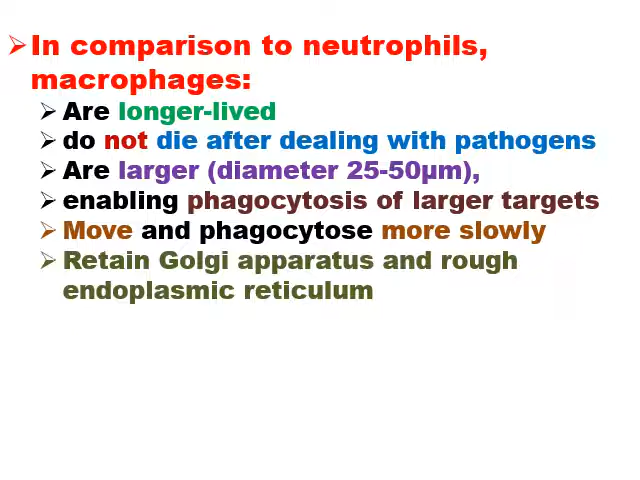 ➢In comparison to neutrophils,
macrophages:
➢ Are longer-lived
➢ do not die after dealing with pathogens
➢ Are larger (diameter 25-50µm),
➢ enabling phagocytosis of larger targets
➢ Move and phagocytose more slowly
➢ Retain Golgi apparatus and rough
endoplasmic reticulum